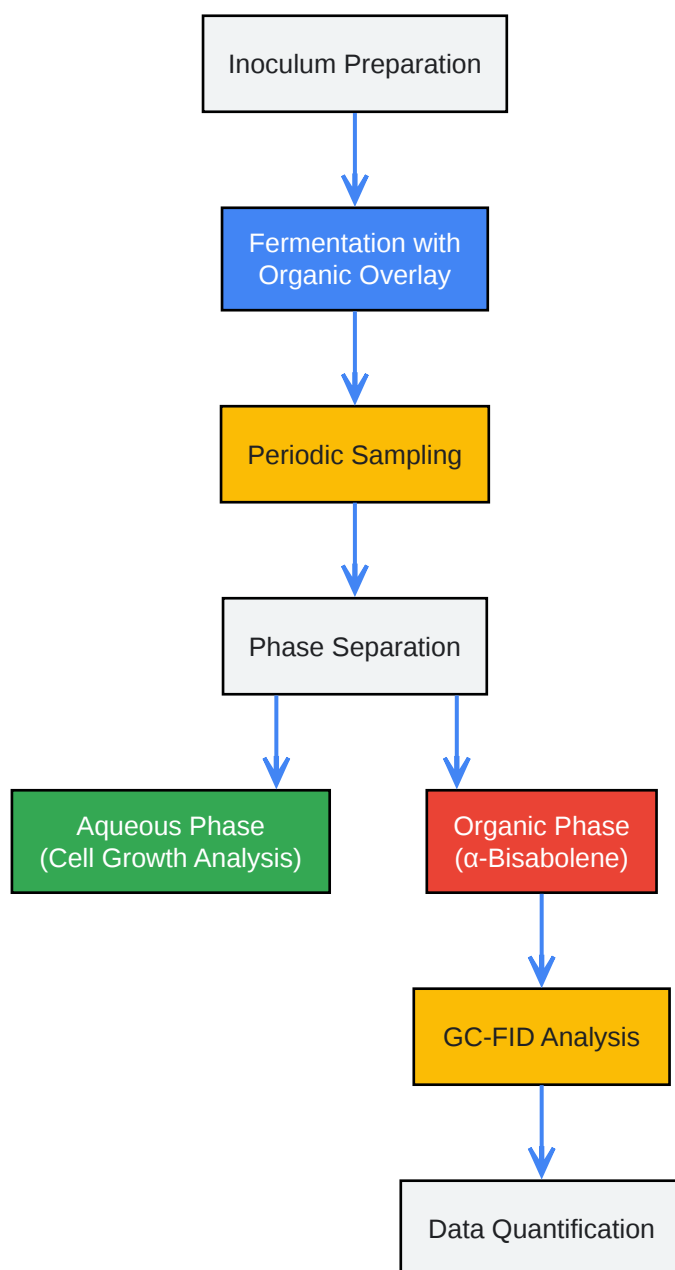 Inoculum Preparation
Fermentation with
Organic Overlay
Periodic Sampling
Phase Separation
Aqueous Phase
(Cell Growth Analysis)
Organic Phase
(α-Bisabolene)
GC-FID Analysis
Data Quantification